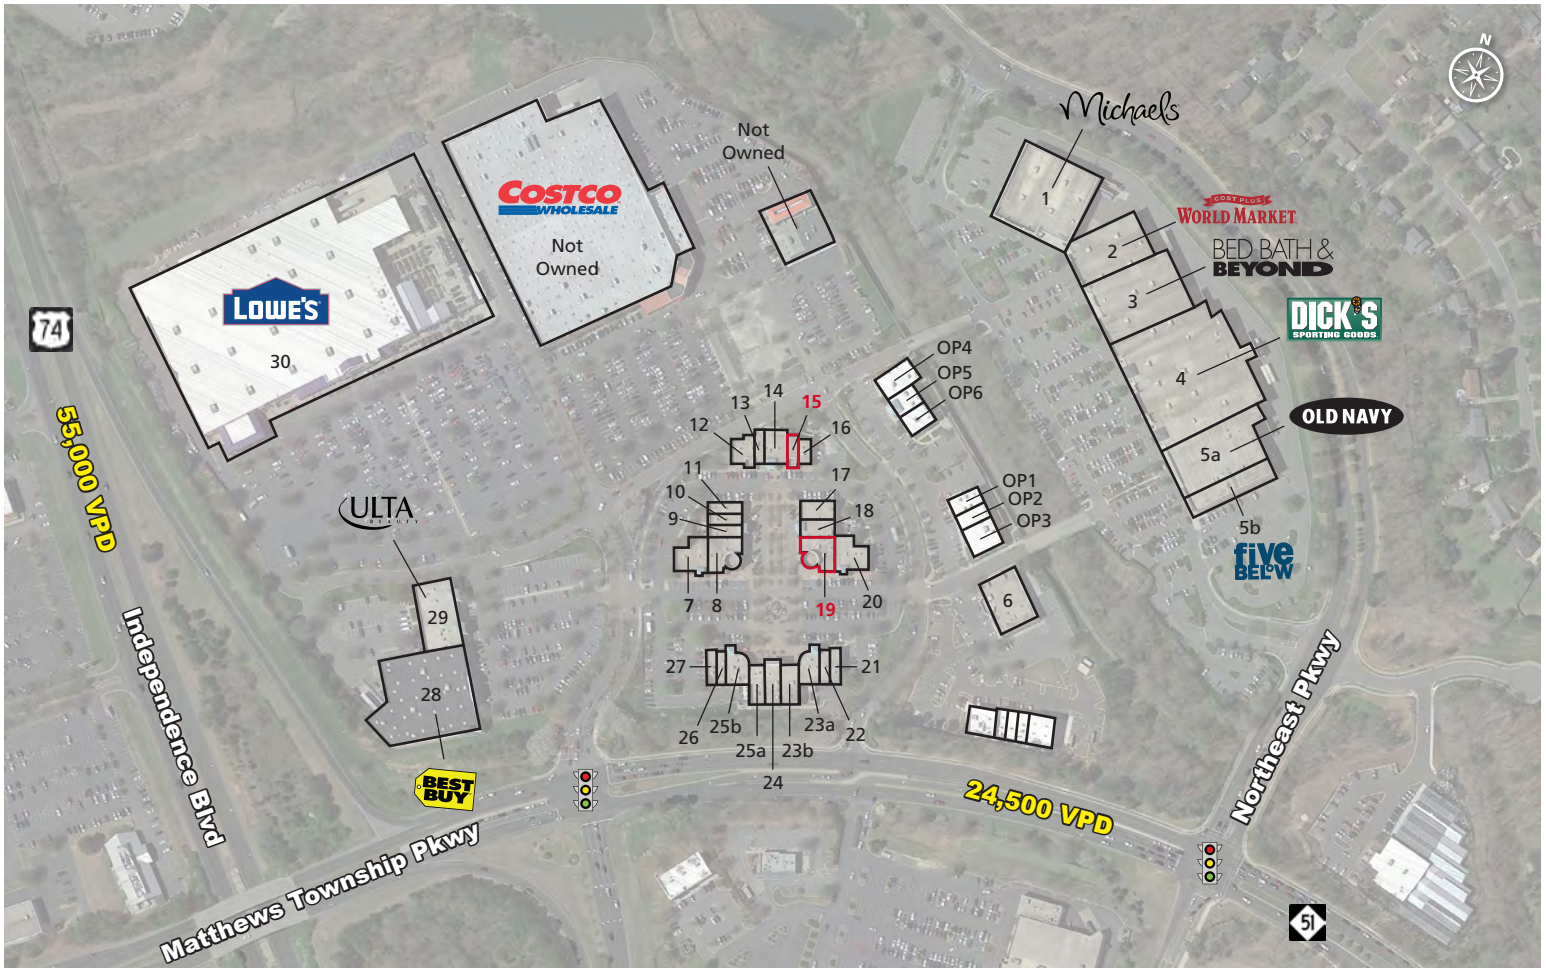 N
Michaels
Not
Owned
COSTCO
WHOLESALE
Not
Owned
1
COST PLUS
WORLD MARKET
2
BED BATH &
BEYOND
3
LOWE'S
30
74
DICK'S
SPORTING GOODS
4
OP4
OP5
OP6
14
13
15
12
16
OLD NAVY
5a
55,000 VPD
11
10
9
17
18
OP1
OP2
OP3
5b
five
BELOW
ULTA
BEAUTY
7
8
19
20
6
29
28
27
21
26
25b
25a
24
23b
23a
22
Independence Blvd
Northeast Pkwy
BEST
BUY
24,500 VPD
Matthews Township Pkwy
51